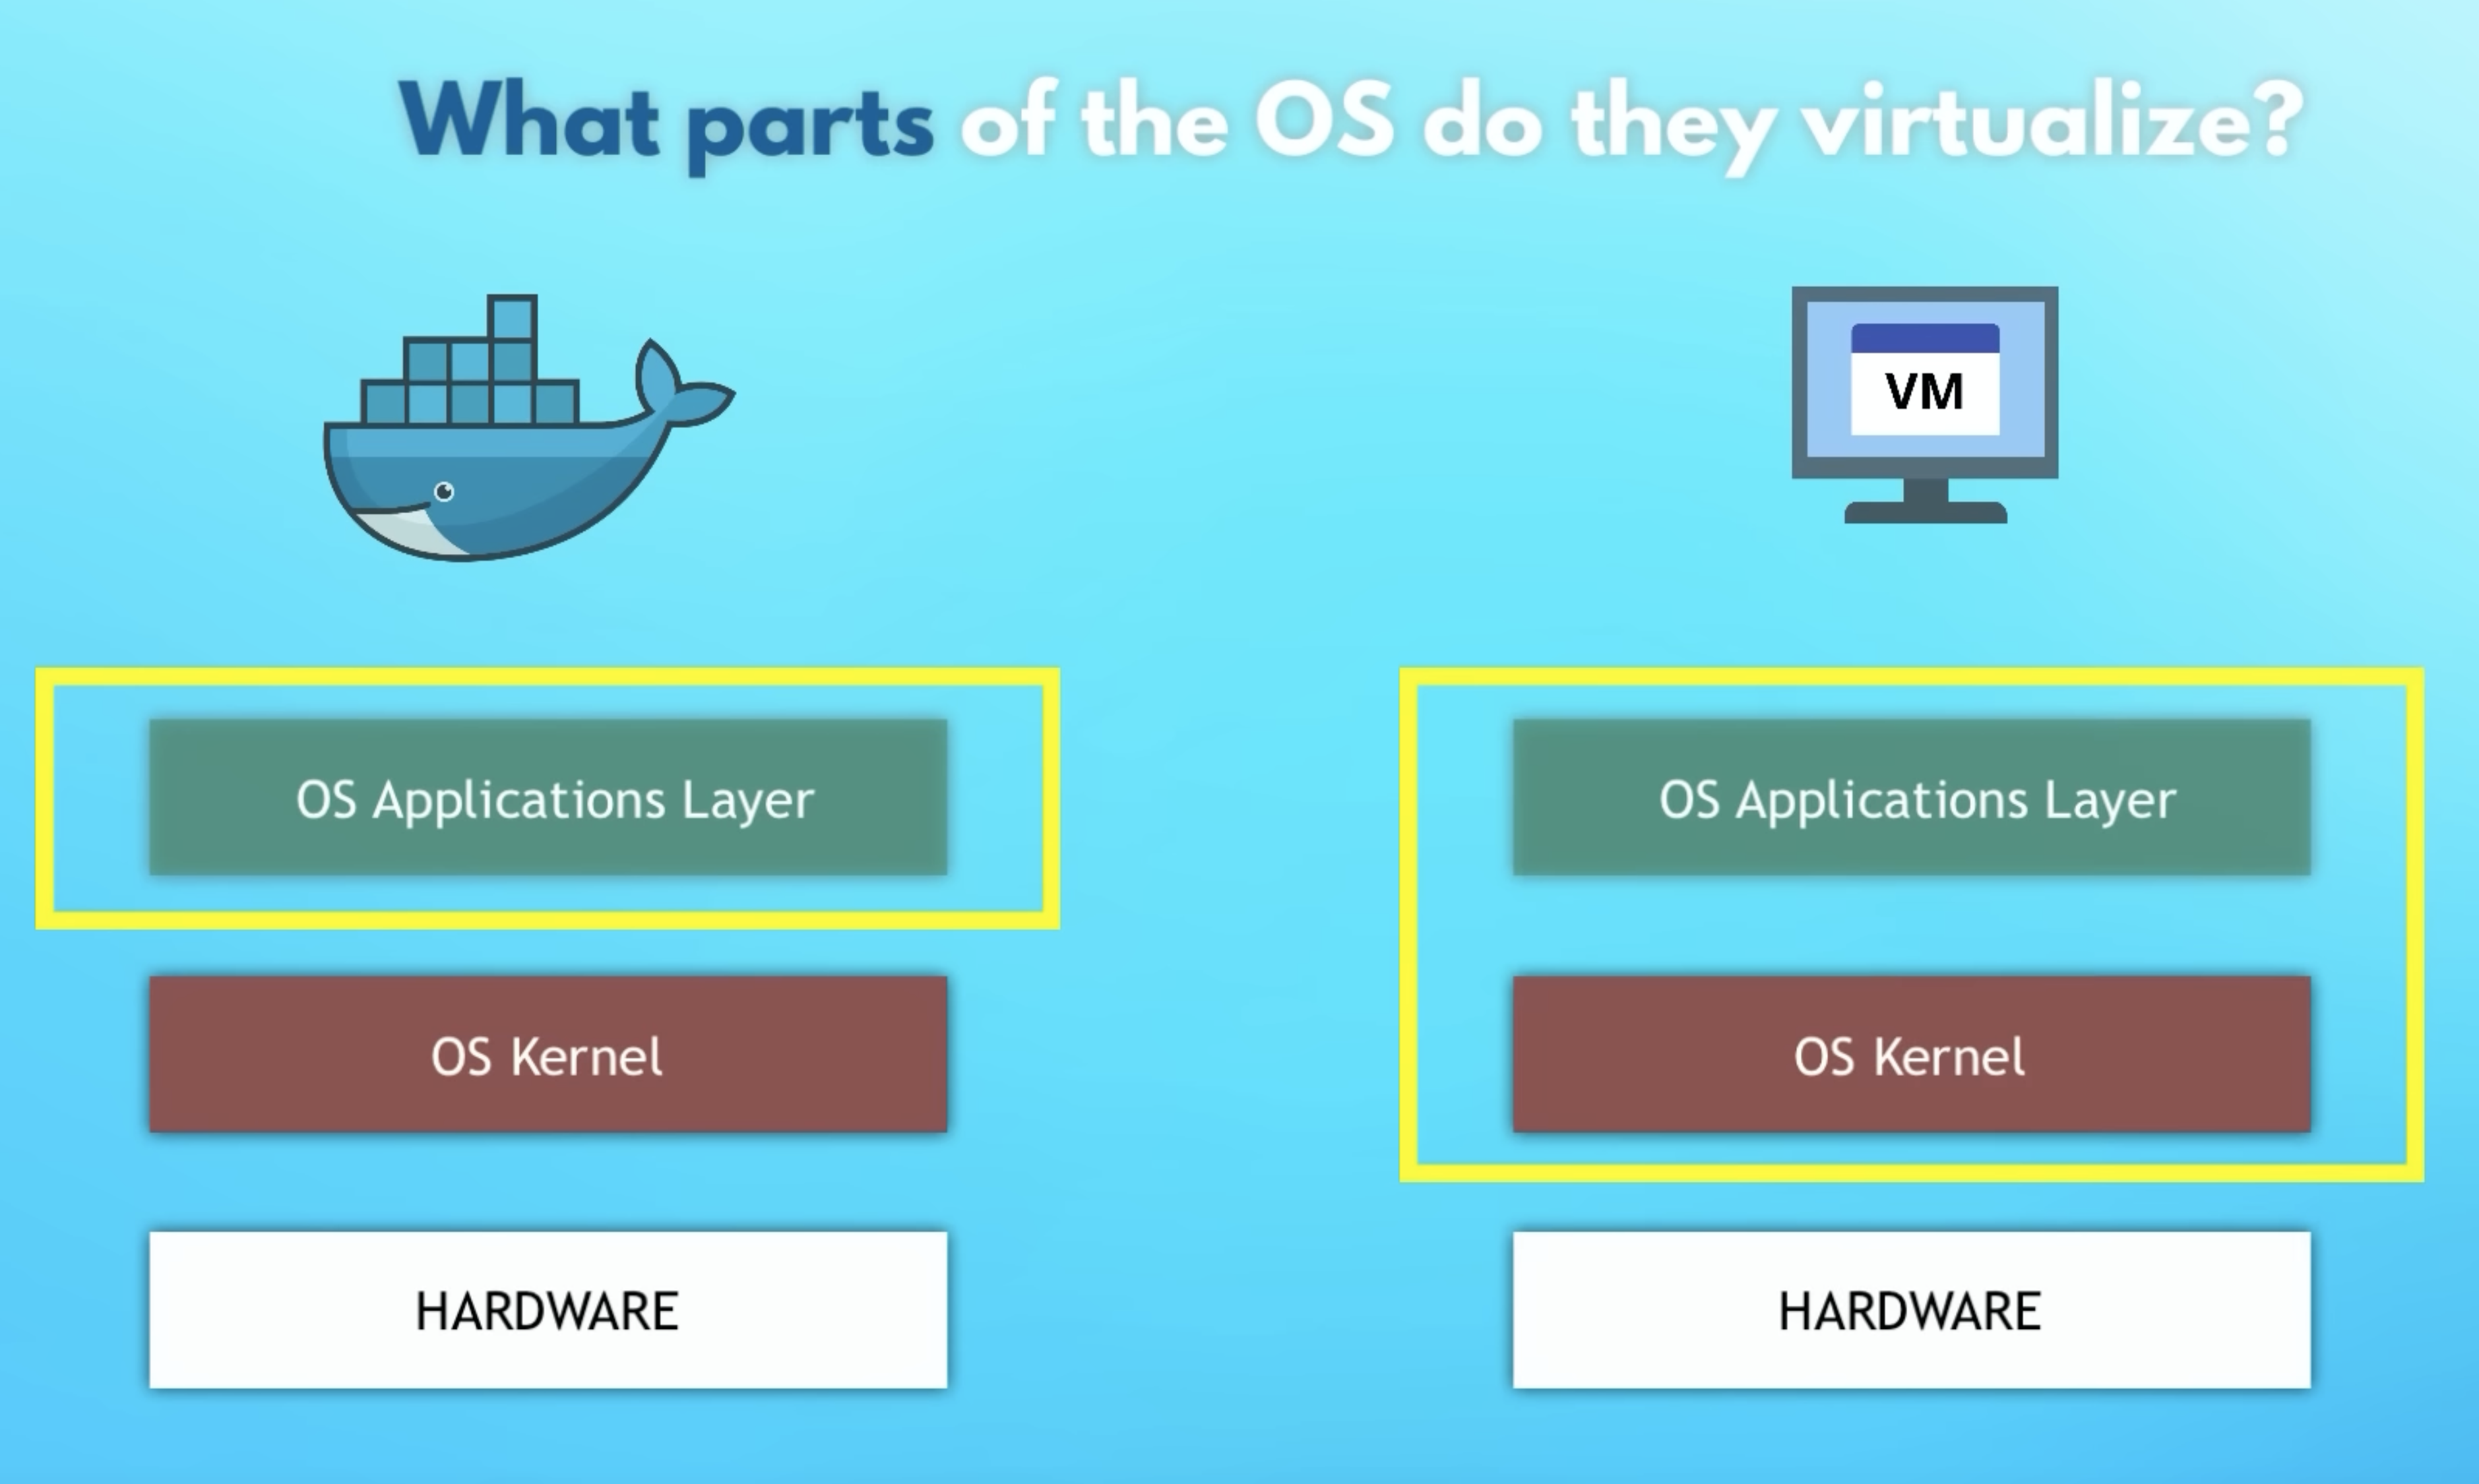 What parts of the OS do they virtualize?
VM
OS Applications Layer
OS Applications Layer
OS Kernel
OS Kernel
HARDWARE
HARDWARE